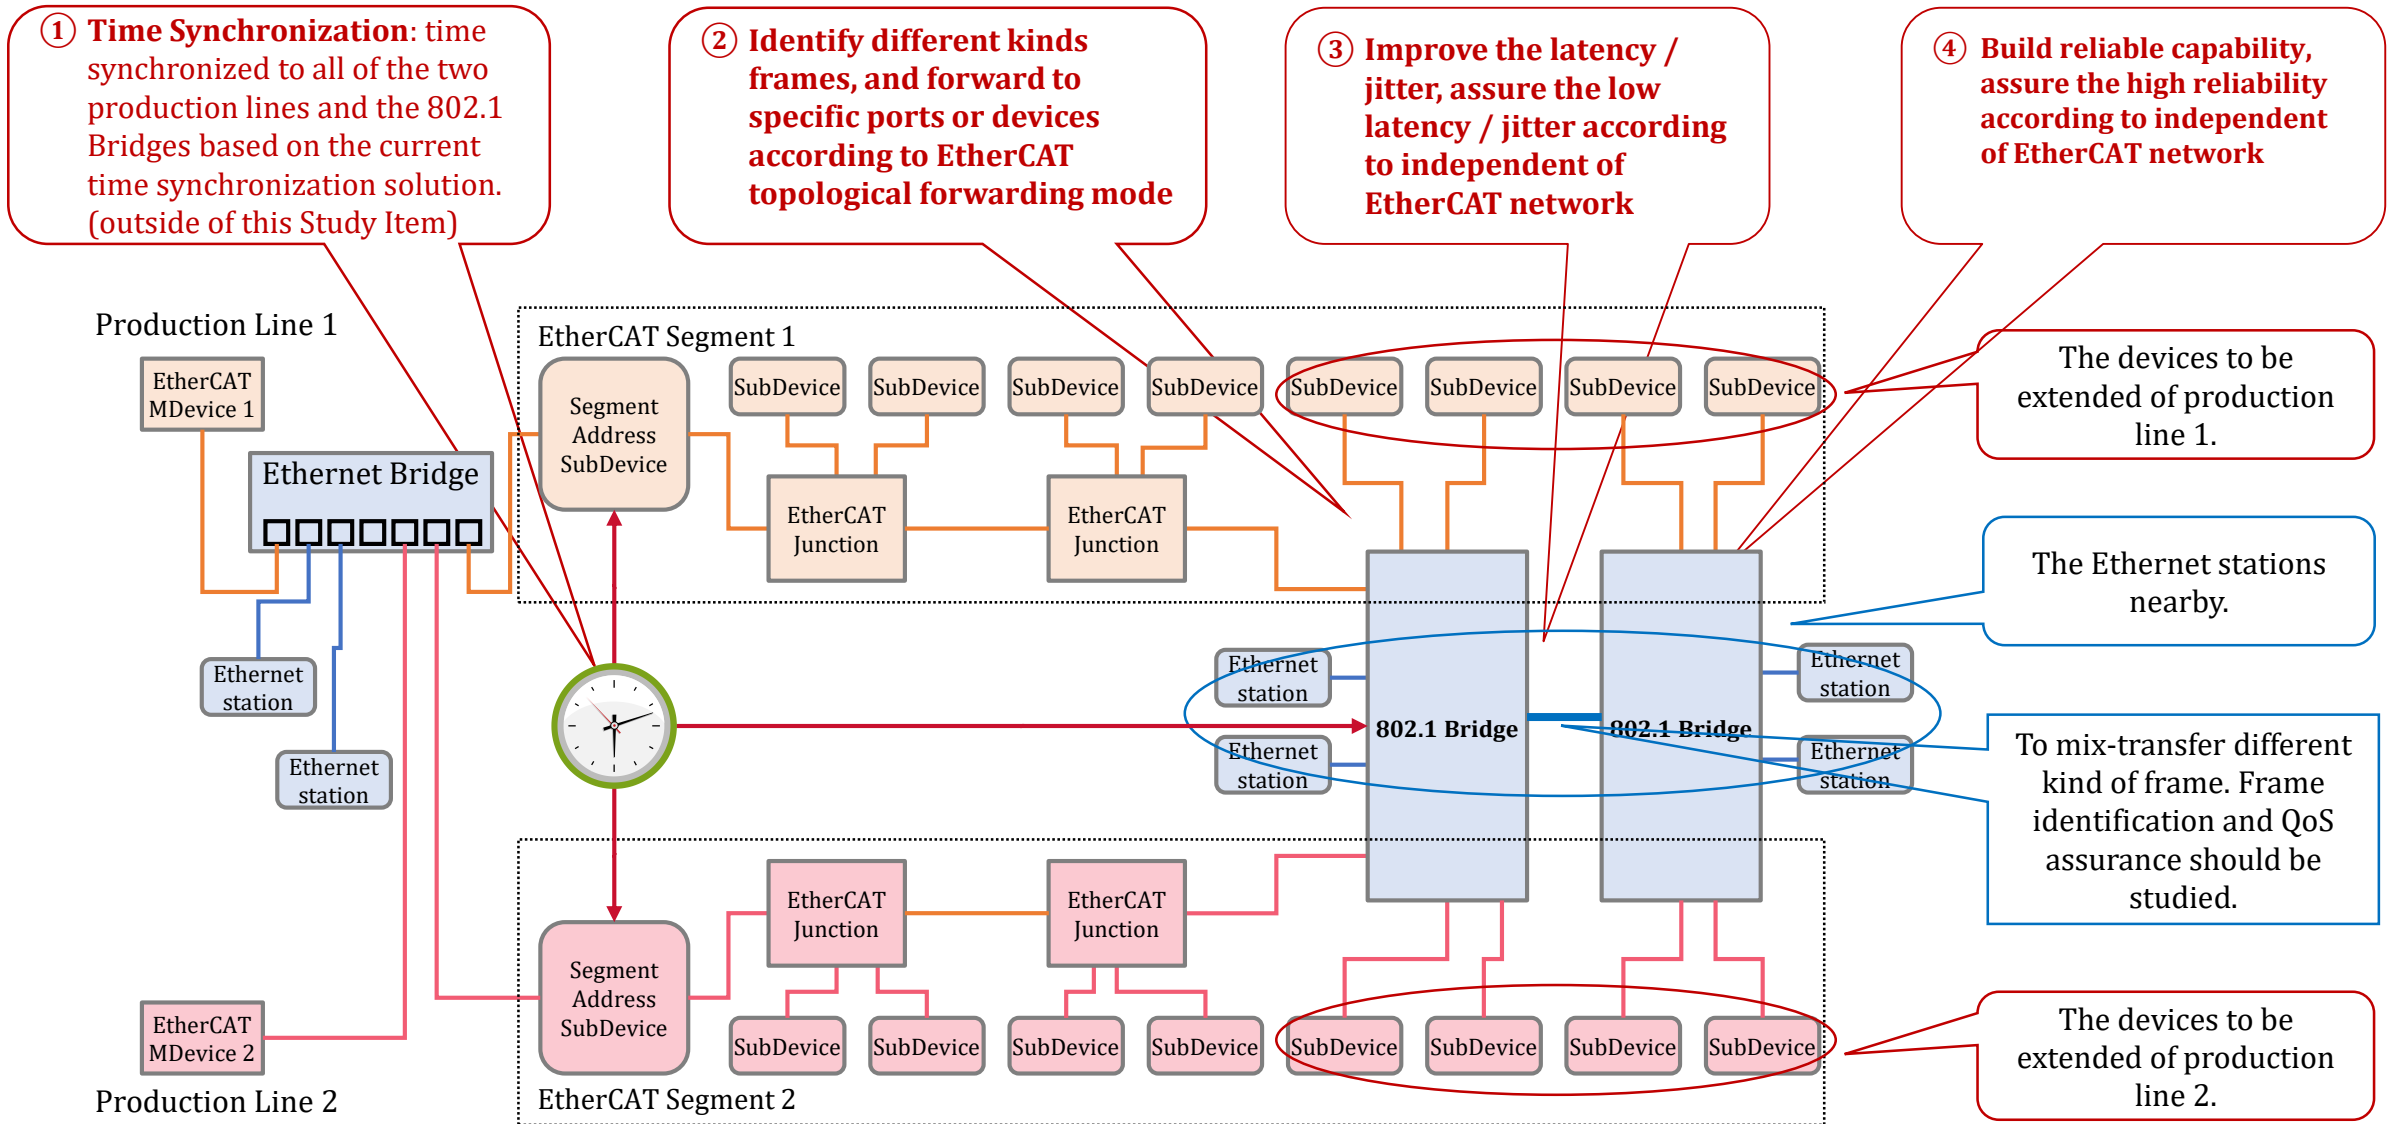 ① Time Synchronization: time
synchronized to all of the two
production lines and the 802.1
Bridges based on the current
time synchronization solution.
(outside of this Study Item)
② Identify different kinds
frames, and forward to
specific ports or devices
according to EtherCAT
topological forwarding mode
③ Improve the latency /
jitter, assure the low
latency / jitter according
to independent of
EtherCAT network
④ Build reliable capability,
assure the high reliability
according to independent
of EtherCAT network
Production Line 1
EtherCAT
MDevice 1
Ethernet Bridge
Ethernet
station
Ethernet
station
EtherCAT Segment 1
Segment
Address
SubDevice
SubDevice
SubDevice
SubDevice
SubDevice
SubDevice
SubDevice
SubDevice
SubDevice
EtherCAT
Junction
EtherCAT
Junction
The devices to be
extended of production
line 1.
The Ethernet stations
nearby.
Ethernet
station
Ethernet
station
802.1 Bridge
802.1 Bridge
Ethernet
station
Ethernet
station
To mix-transfer different
kind of frame. Frame
identification and QoS
assurance should be
studied.
EtherCAT
Junction
EtherCAT
Junction
Segment
Address
SubDevice
SubDevice
SubDevice
SubDevice
SubDevice
SubDevice
SubDevice
SubDevice
SubDevice
EtherCAT Segment 2
EtherCAT
MDevice 2
Production Line 2
The devices to be
extended of production
line 2.